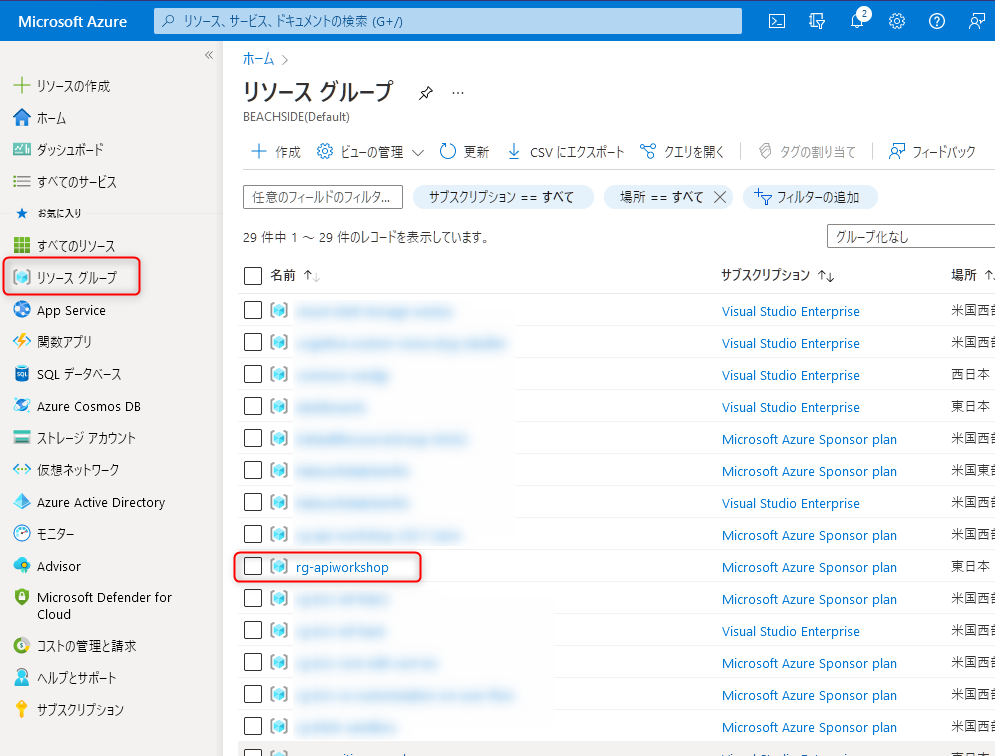 Microsoft Azure
リソース、サービス、ドキュメントの検索 (G+/)
2
«
リソースの作成
ホーム
ダッシュボード
すべてのサービス
お気に入り
すべてのリソース
リソース グループ
App Service
関数アプリ
SQL データベース
Azure Cosmos DB
ストレージ アカウント
仮想ネットワーク
Azure Active Directory
モニター
Advisor
Microsoft Defender for
Cloud
コストの管理と請求
ヘルプとサポート
サブスクリプション
ホーム >
リソース グループ ...
BEACHSIDE(Default)
作成 ビューの管理 更新 CSV にエクスポート クエリを開く タグの割り当て フィードバック
任意のフィールドのフィルタ... サブスクリプション == すべて 場所 == すべて フィルターの追加
29 件中 1 ～ 29 件のレコードを表示しています。 グループ化なし
名前 ↑↓ サブスクリプション ↑↓ 場所 ↑
Visual Studio Enterprise 米国西部
Visual Studio Enterprise 米国西部
Visual Studio Enterprise 西日本
Visual Studio Enterprise 東日本
Microsoft Azure Sponsor plan 米国西部
Microsoft Azure Sponsor plan 米国東部
Visual Studio Enterprise 米国西部
Microsoft Azure Sponsor plan 米国西部
rg-apiworkshop Microsoft Azure Sponsor plan 東日本
Microsoft Azure Sponsor plan 米国西部
Visual Studio Enterprise 米国西部
Microsoft Azure Sponsor plan 米国西部
Microsoft Azure Sponsor plan 米国西部
Microsoft Azure Sponsor plan 米国西部